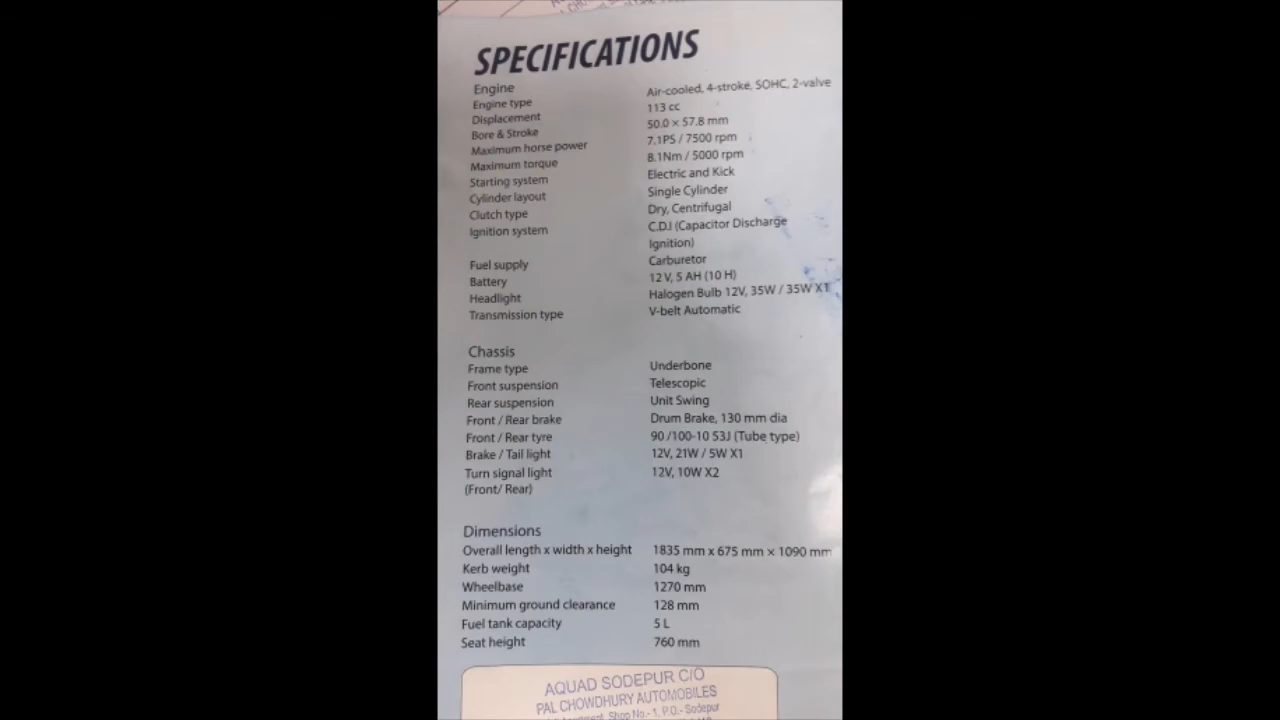 SPECIFICATIONS
Engine
Engine type Air-cooled, 4-stroke, SOHC, 2-valve
Displacement 113 cc
Bore & Stroke 50.0 × 57.8 mm
Maximum horse power 7.1PS / 7500 rpm
Maximum torque 8.1Nm / 5000 rpm
Starting system Electric and Kick
Cylinder layout Single Cylinder
Clutch type Dry, Centrifugal
Ignition system C.D.I (Capacitor Discharge
Ignition)
Fuel supply Carburetor
Battery 12 V, 5 AH (10 H)
Headlight Halogen Bulb 12V, 35W / 35W X1
Transmission type V-belt Automatic
Chassis
Frame type Underbone
Front suspension Telescopic
Rear suspension Unit Swing
Front / Rear brake Drum Brake, 130 mm dia
Front / Rear tyre 90 /100-10 53J (Tube type)
Brake / Tail light 12V, 21W / 5W X1
Turn signal light 12V, 10W X2
(Front/ Rear)
Dimensions
Overall length x width x height 1835 mm x 675 mm × 1090 mm
Kerb weight 104 kg
Wheelbase 1270 mm
Minimum ground clearance 128 mm
Fuel tank capacity 5 L
Seat height 760 mm
AQUAD SODEPUR C/O
PAL CHOWDHURY AUTOMOBILES
Shop No.- 1, P.O.- Sodepur